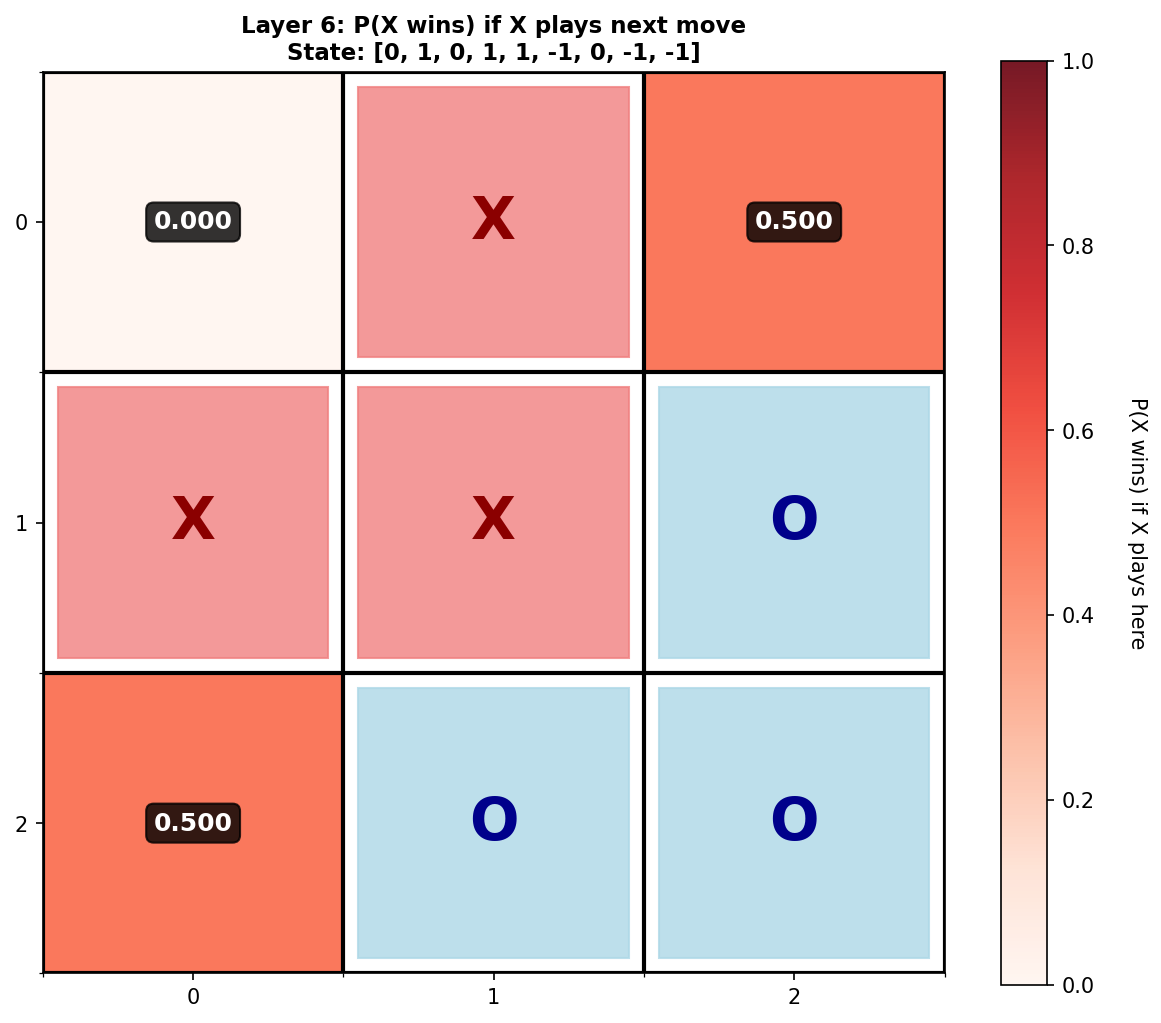 Layer 6: P(X wins) if X plays next move
State: [0, 1, 0, 1, 1, -1, 0, -1, -1]
0
0.000
X
0.500
1
X
X
O
2
0.500
O
O
0
1
2
1.0
0.8
0.6
0.4
0.2
0.0
P(X wins) if X plays here